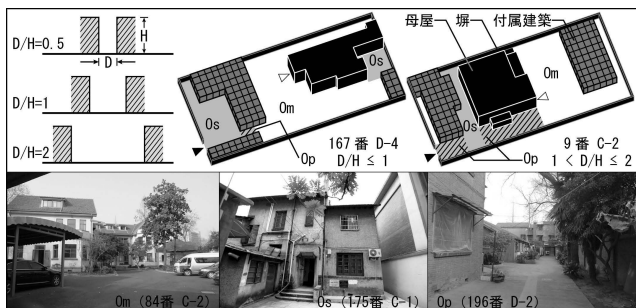 D/H=0.5
H
D
D/H=1
D/H=2
Os
Om
Os
Op
167番 D-4
D/H ≤ 1
母屋
塀
付属建築
Om
Os
Op
9番 C-2
1 < D/H ≤ 2
Om (84番 C-2)
Os (175番 C-1)
Op (196番 D-2)